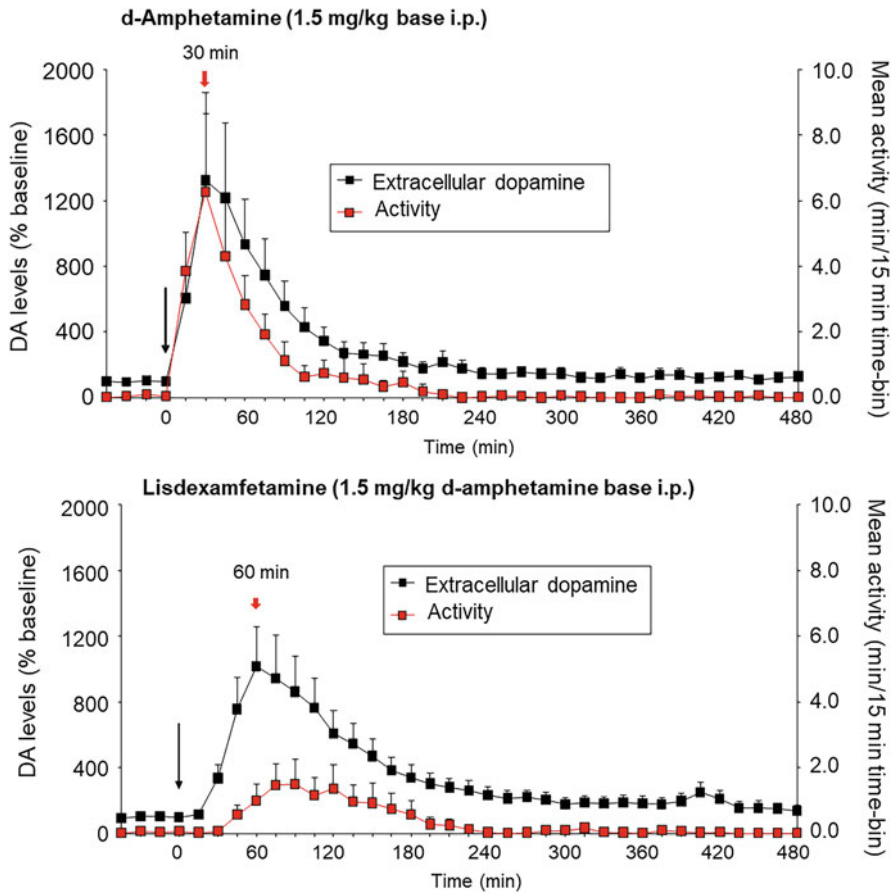 d-Amphetamine (1.5 mg/kg base i.p.)
30 min
2000
1600
1200
800
400
0
DA levels (% baseline)
Extracellular dopamine
Activity
10.0
8.0
6.0
4.0
2.0
0.0
Mean activity (min/15 min time-bin)
0 60 120 180 240 300 360 420 480
Time (min)
Lisdexamfetamine (1.5 mg/kg d-amphetamine base i.p.)
60 min
2000
1600
1200
800
400
0
DA levels (% baseline)
Extracellular dopamine
Activity
10.0
8.0
6.0
4.0
2.0
0.0
Mean activity (min/15 min time-bin)
0 60 120 180 240 300 360 420 480
Time (min)